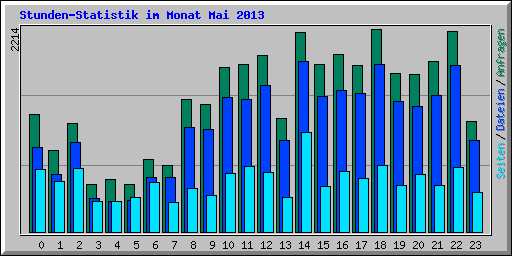 Stunden-Statistik im Monat Mai 2013
2214
Seiten/Dateien/Anfragen
0 1 2 3 4 5 6 7 8 9 10 11 12 13 14 15 16 17 18 19 20 21 22 23